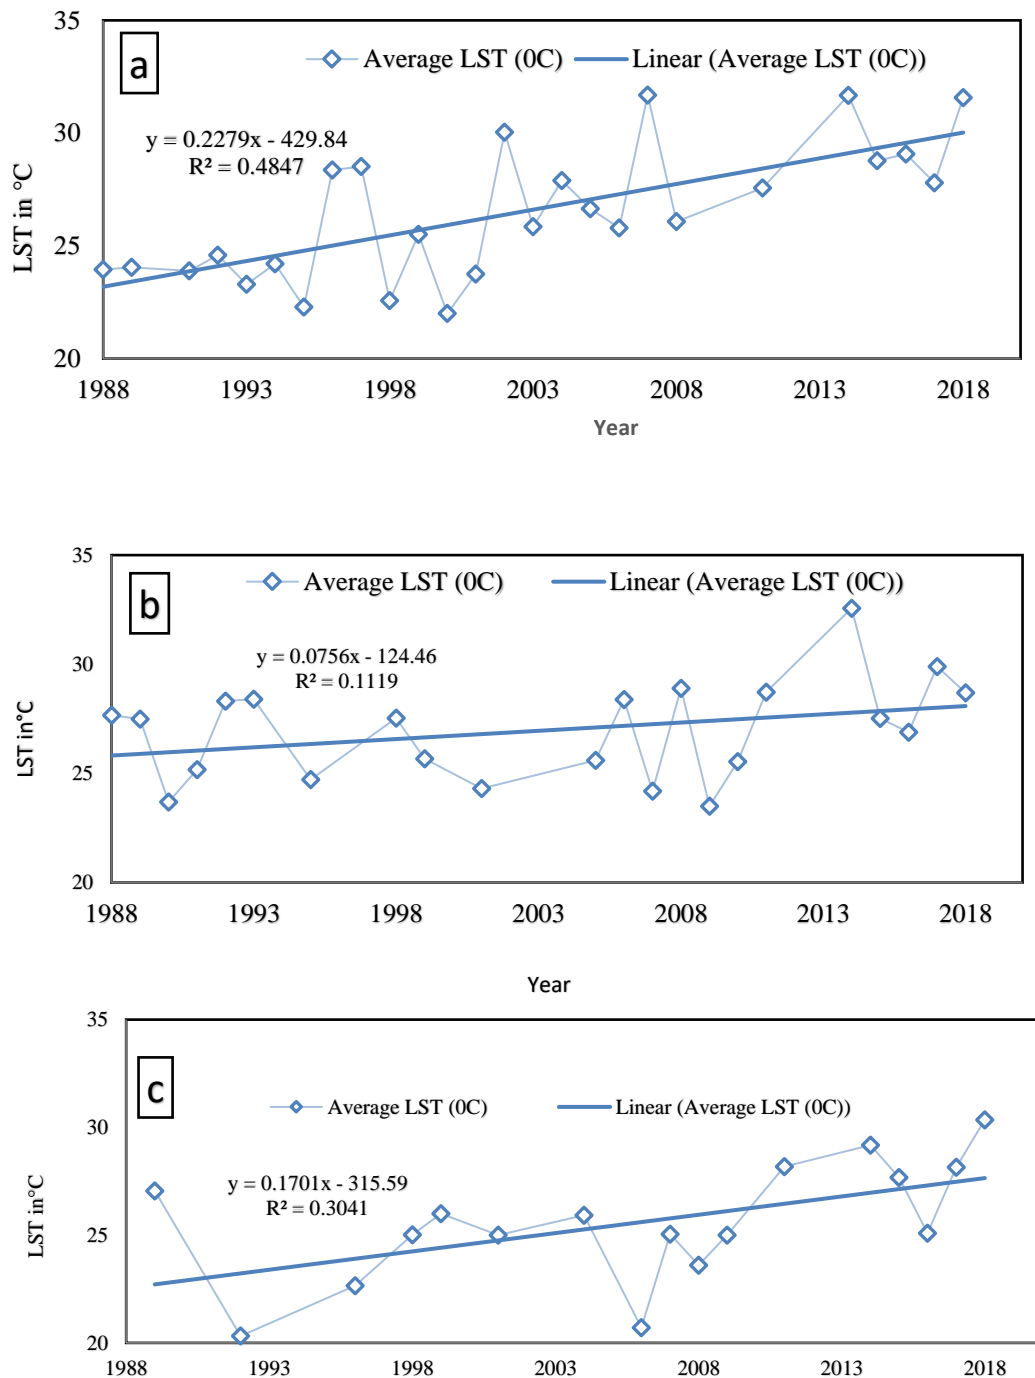 35
a
Average LST (0C)
Linear (Average LST (0C))
30
y = 0.2279x - 429.84
R² = 0.4847
LST in °C
25
20
1988 1993 1998 2003 2008 2013 2018
Year
35
b
Average LST (0C)
Linear (Average LST (0C))
30
y = 0.0756x - 124.46
R² = 0.1119
LST in°C
25
20
1988 1993 1998 2003 2008 2013 2018
Year
35
c
Average LST (0C)
Linear (Average LST (0C))
30
y = 0.1701x - 315.59
R² = 0.3041
LST in°C
25
20
1988 1993 1998 2003 2008 2013 2018